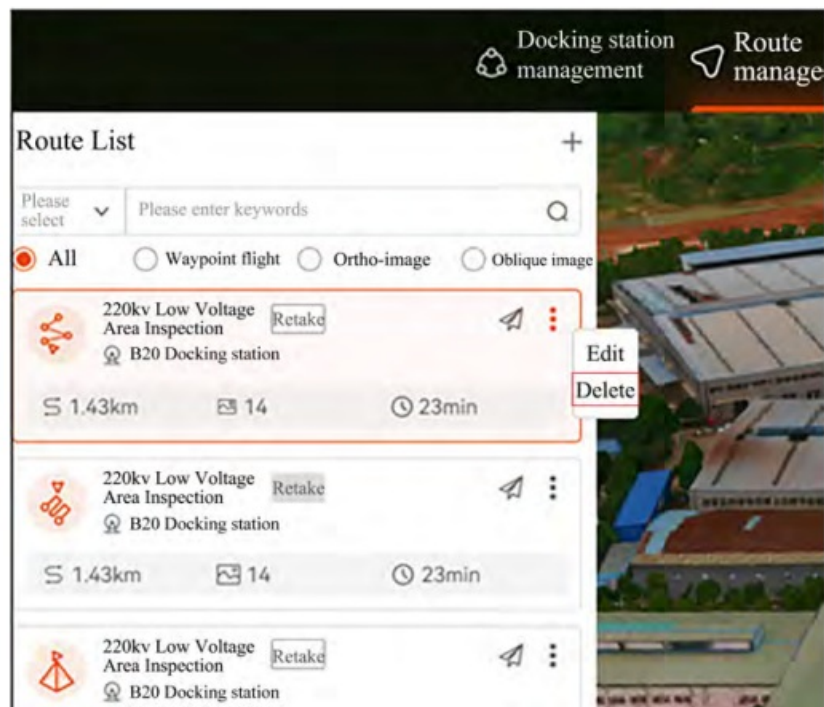 Docking station
management
Route
manage
Route List
Please
select
Please enter keywords
All
Waypoint flight
Ortho-image
Oblique image
220kv Low Voltage
Area Inspection
Retake
B20 Docking station
1.43km
14
23min
Edit
Delete
220kv Low Voltage
Area Inspection
Retake
B20 Docking station
1.43km
14
23min
220kv Low Voltage
Area Inspection
Retake
B20 Docking station